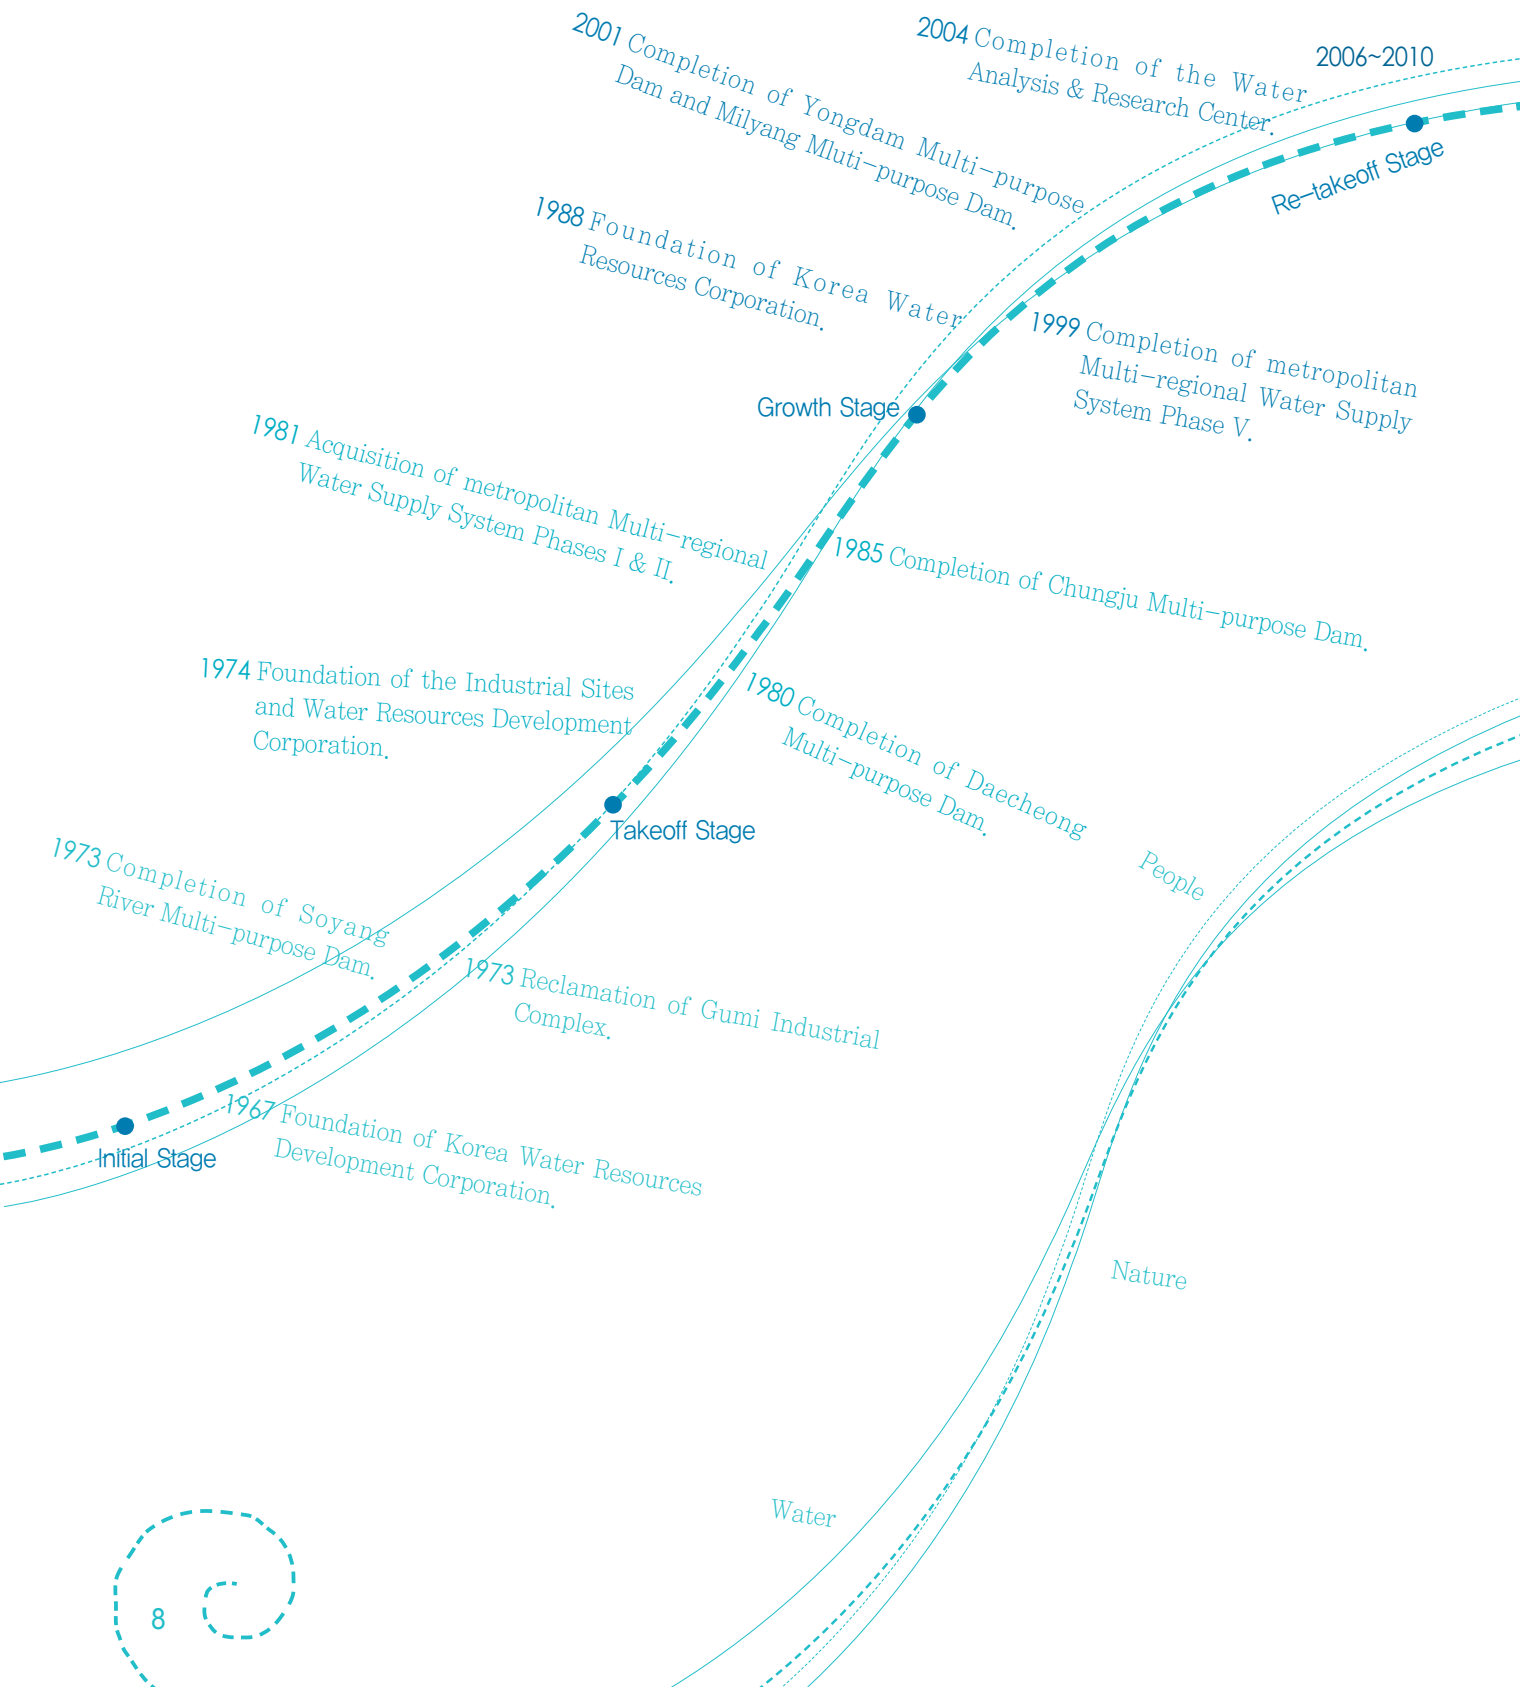 2001 Completion of Yongdam Multi-purpose
Dam and Milyang Mluti-purpose Dam.
2004 Completion of the Water
Analysis & Research Center.
2006~2010
Re-takeoff Stage
1988 Foundation of Korea Water
Resources Corporation.
1999 Completion of metropolitan
Multi-regional Water Supply
System Phase V.
Growth Stage
1981 Acquisition of metropolitan Multi-regional
Water Supply System Phases I & II.
1985 Completion of Chungju Multi-purpose Dam.
1974 Foundation of the Industrial Sites
and Water Resources Development
Corporation.
1980 Completion of Daecheong
Multi-purpose Dam.
Takeoff Stage
People
1973 Completion of Soyang
River Multi-purpose Dam.
1973 Reclamation of Gumi Industrial
Complex.
1967 Foundation of Korea Water Resources
Development Corporation.
Initial Stage
Nature
Water
8